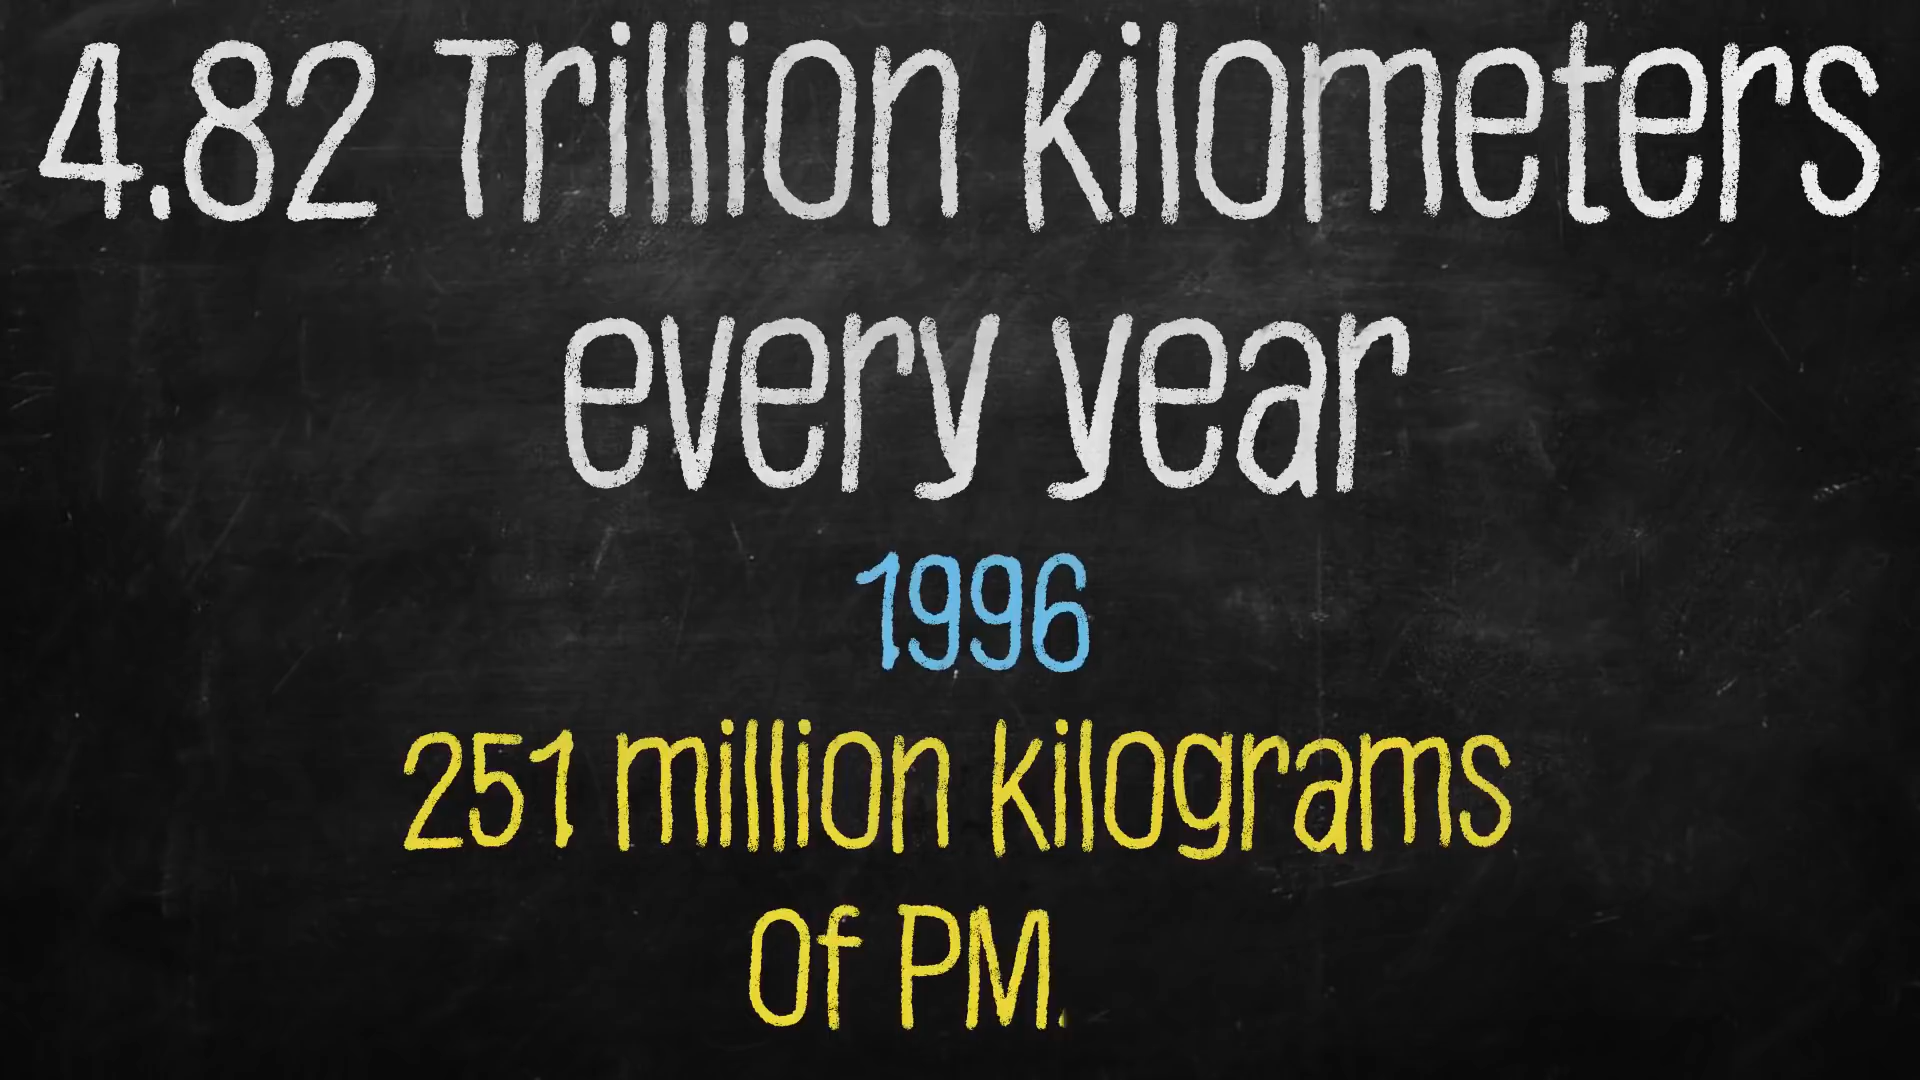 4.82 Trillion kilometers
every year
1996
251 million kilograms
Of PM.